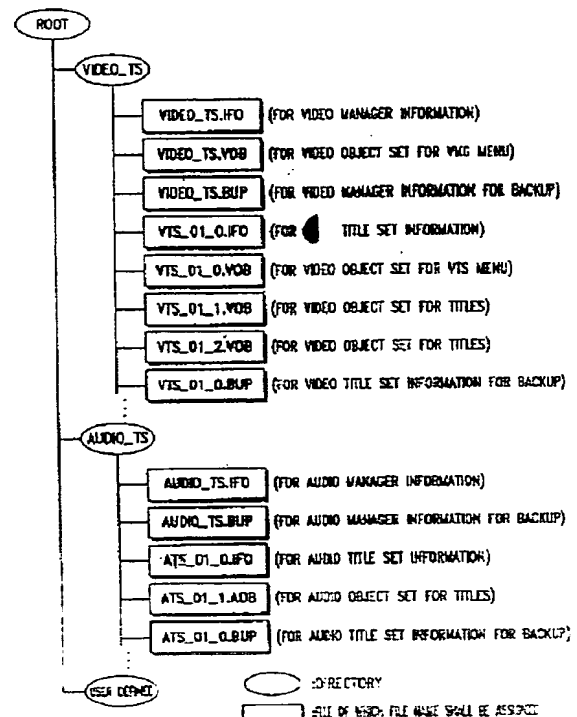 ROOT
VIDEO_TS
VIDEO_TS.IFO (FOR VIDEO MANAGER INFORMATION)
VIDEO_TS.VOB (FOR VIDEO OBJECT SET FOR VMG MENU)
VIDEO_TS.BUP (FOR VIDEO MANAGER INFORMATION FOR BACKUP)
VTS_01_0.IFO (FOR TITLE SET INFORMATION)
VTS_01_0.VOB (FOR VIDEO OBJECT SET FOR VTS MENU)
VTS_01_1.VOB (FOR VIDEO OBJECT SET FOR TITLES)
VTS_01_2.VOB (FOR VIDEO OBJECT SET FOR TITLES)
VTS_01_0.BUP (FOR VIDEO TITLE SET INFORMATION FOR BACKUP)
AUDIO_TS
AUDIO_TS.IFO (FOR AUDIO MANAGER INFORMATION)
AUDIO_TS.BUP (FOR AUDIO MANAGER INFORMATION FOR BACKUP)
ATS_01_0.IFO (FOR AUDIO TITLE SET INFORMATION)
ATS_01_1.AOB (FOR AUDIO OBJECT SET FOR TITLES)
ATS_01_0.BUP (FOR AUDIO TITLE SET INFORMATION FOR BACKUP)
USER DEFINED
:DIRECTORY
:FILE OF WHICH FILE NAME SHALL BE